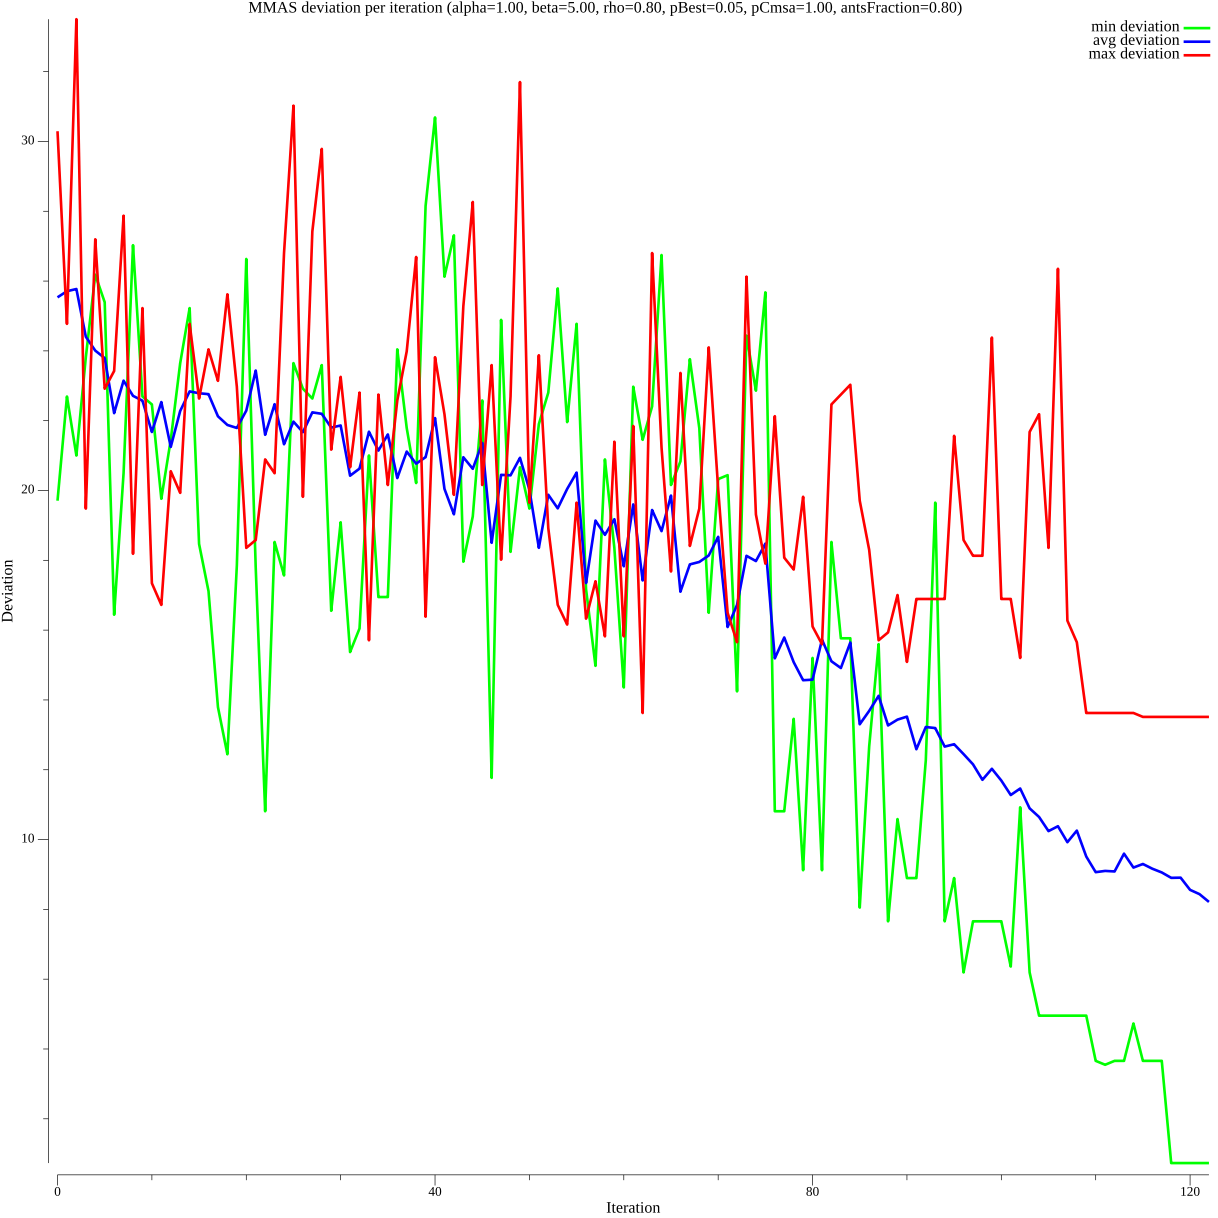 MMAS deviation per iteration (alpha=1.00, beta=5.00, rho=0.80, pBest=0.05, pCmsa=1.00, antsFraction=0.80)
min deviation
avg deviation
max deviation
30
20
10
Deviation
0
40
80
120
Iteration